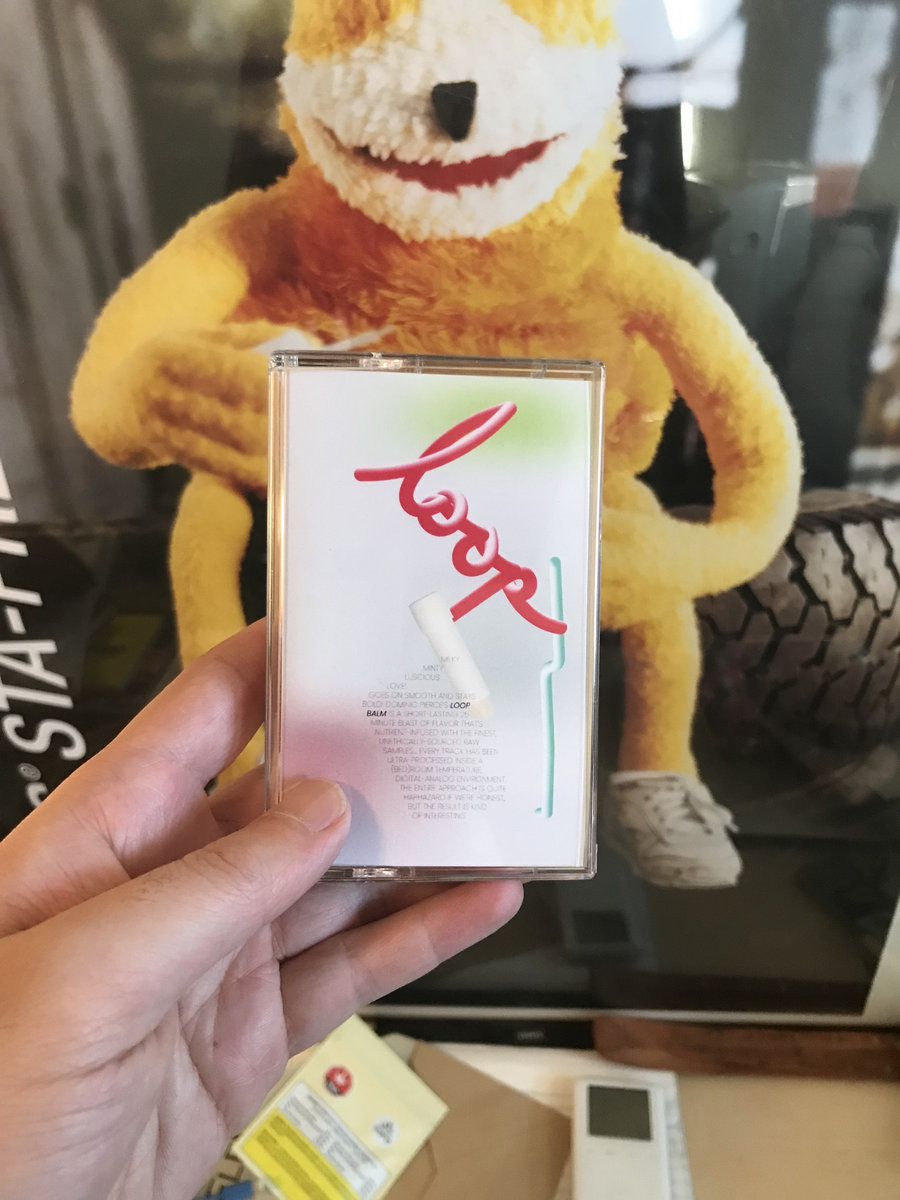 loop
MILKY
MINTY
LUSCIOUS
LOVE!
GOES ON SMOOTH AND STAYS
BOLD! DOMINIC PIERCE'S LOOP
BALM IS A SHORT-LASTING 26
MINUTE BLAST OF FLAVOR THAT'S
NUTRIENT-INFUSED WITH THE FINEST,
UNETHICALLY-SOURCED RAW
SAMPLES... EVERY TRACK HAS BEEN
ULTRA-PROCESSED INSIDE A
(BED)ROOM TEMPERATURE,
DIGITAL-ANALOG ENVIRONMENT.
THE ENTIRE APPROACH IS QUITE
HAPHAZARD IF WE'RE HONEST,
BUT THE RESULT IS KIND
OF INTERESTING.
® STA-